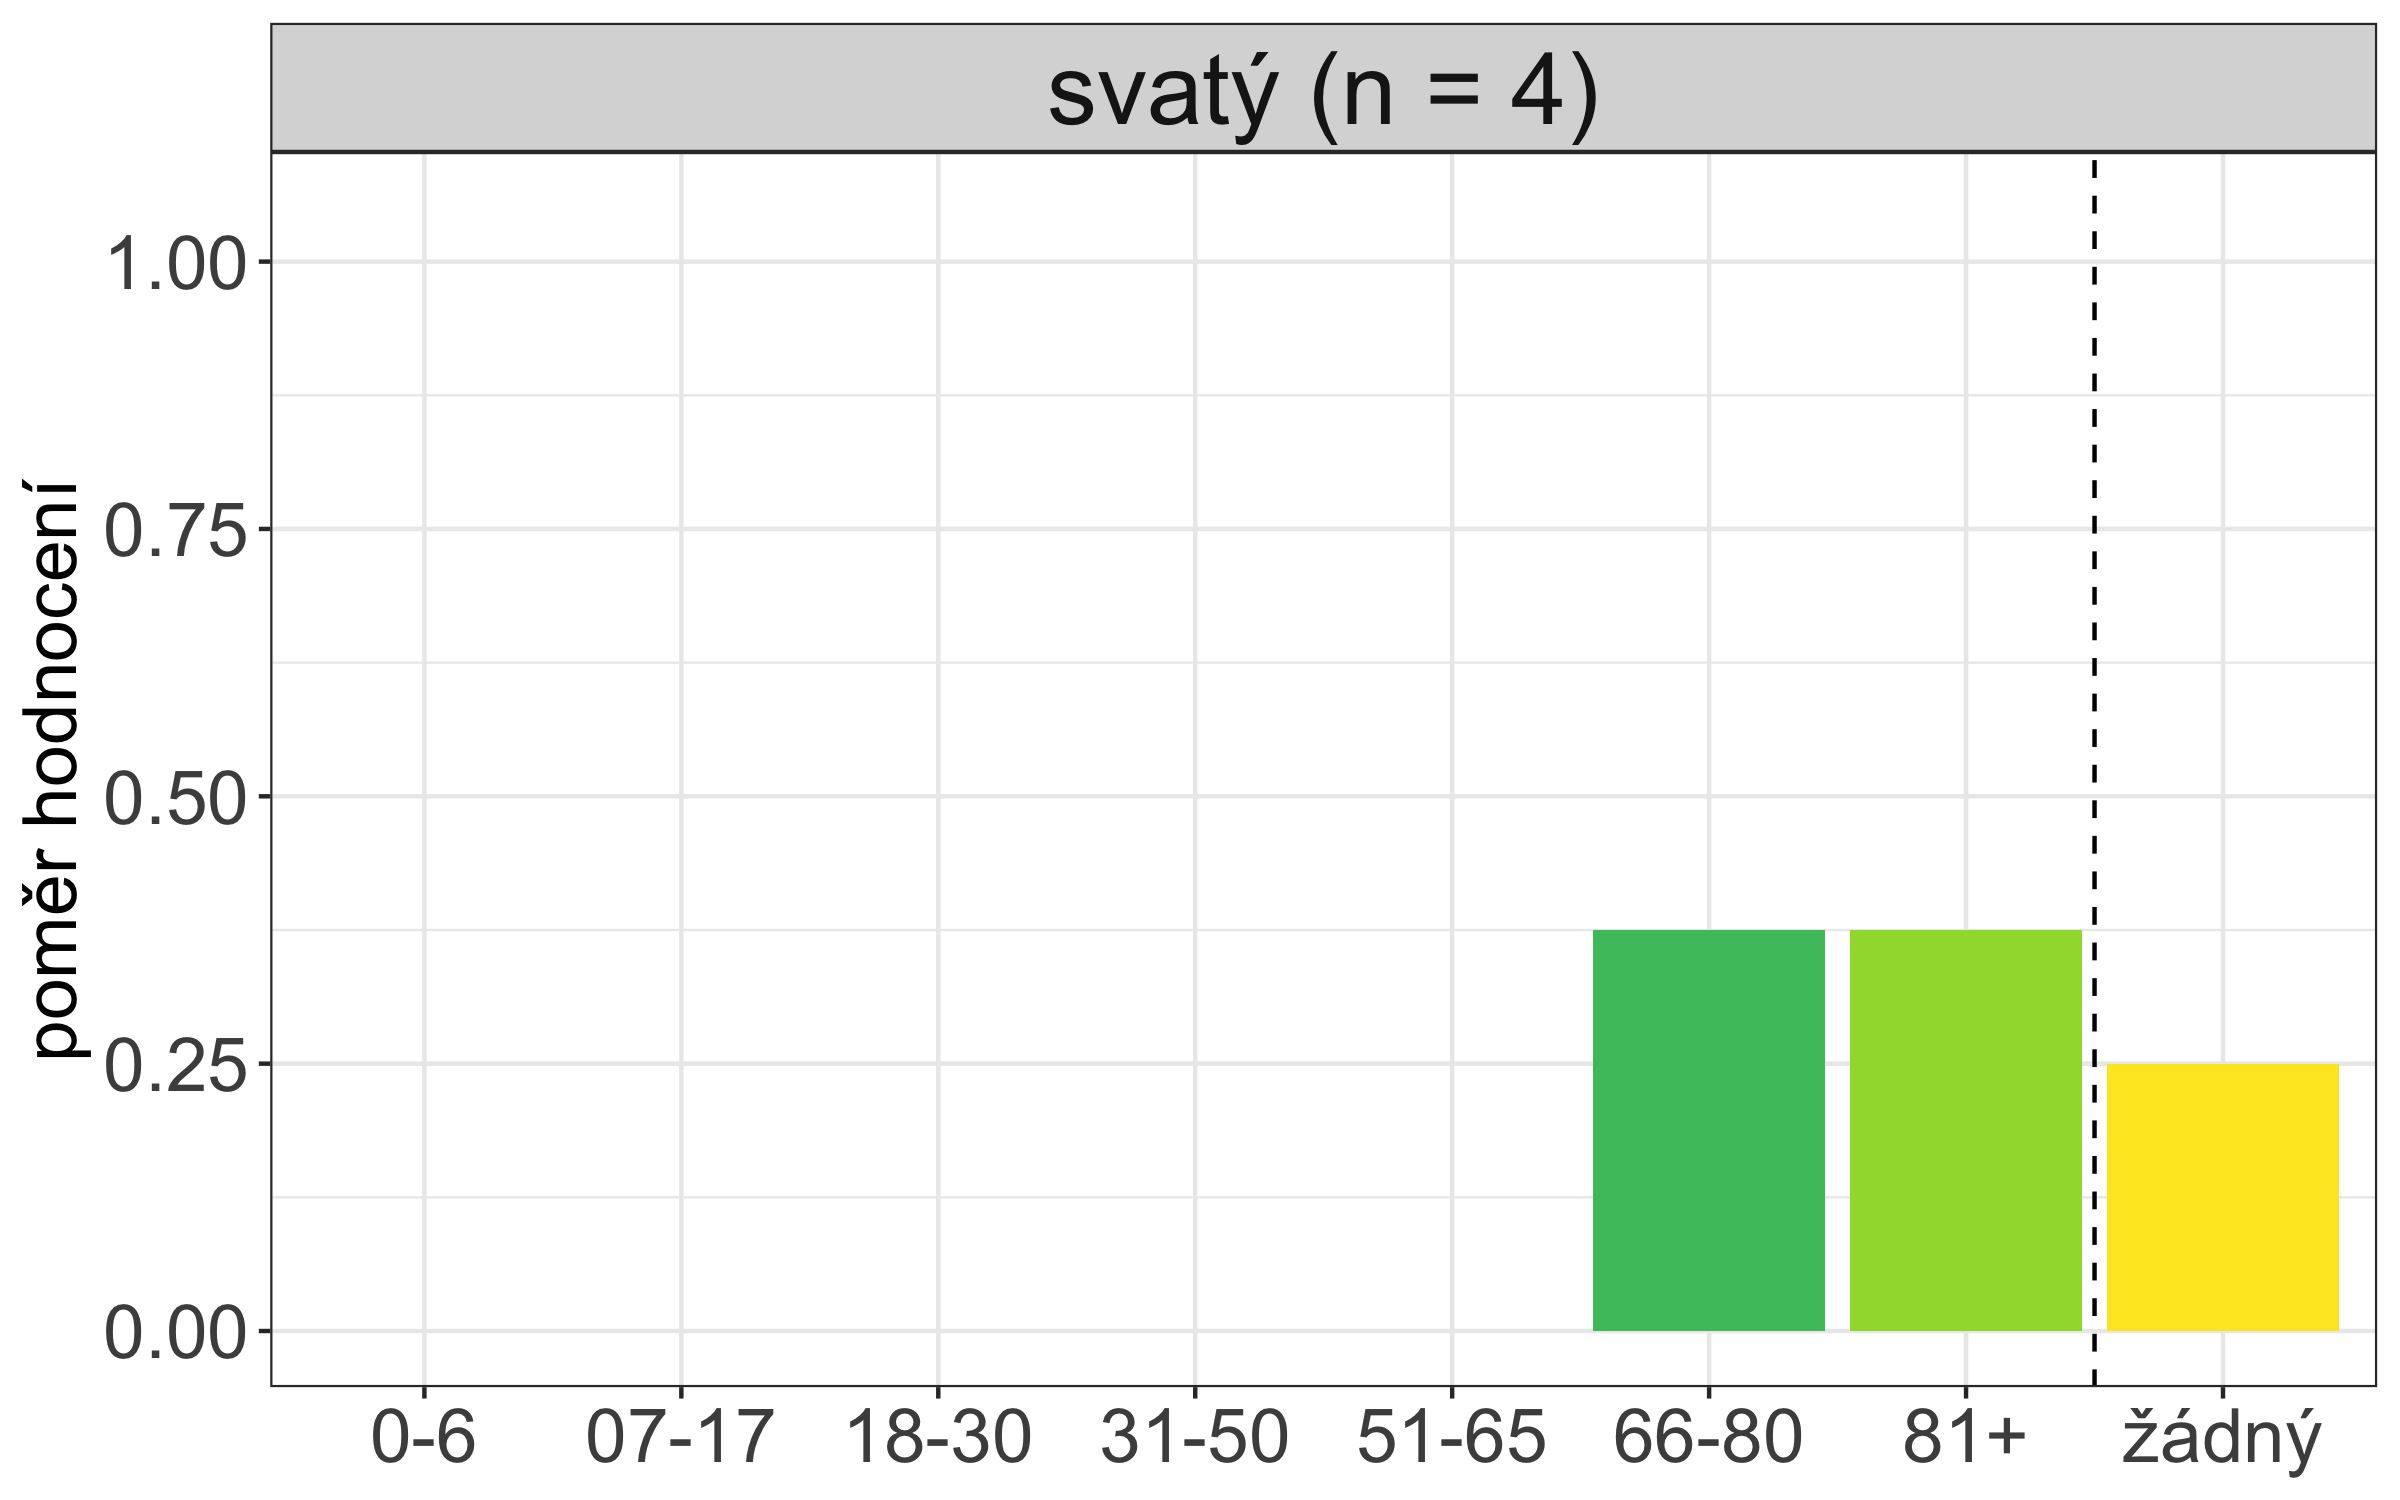 svatý (n = 4)
poměr hodnocení
1.00
0.75
0.50
0.25
0.00
0-6 07-17 18-30 31-50 51-65 66-80 81+ žádný